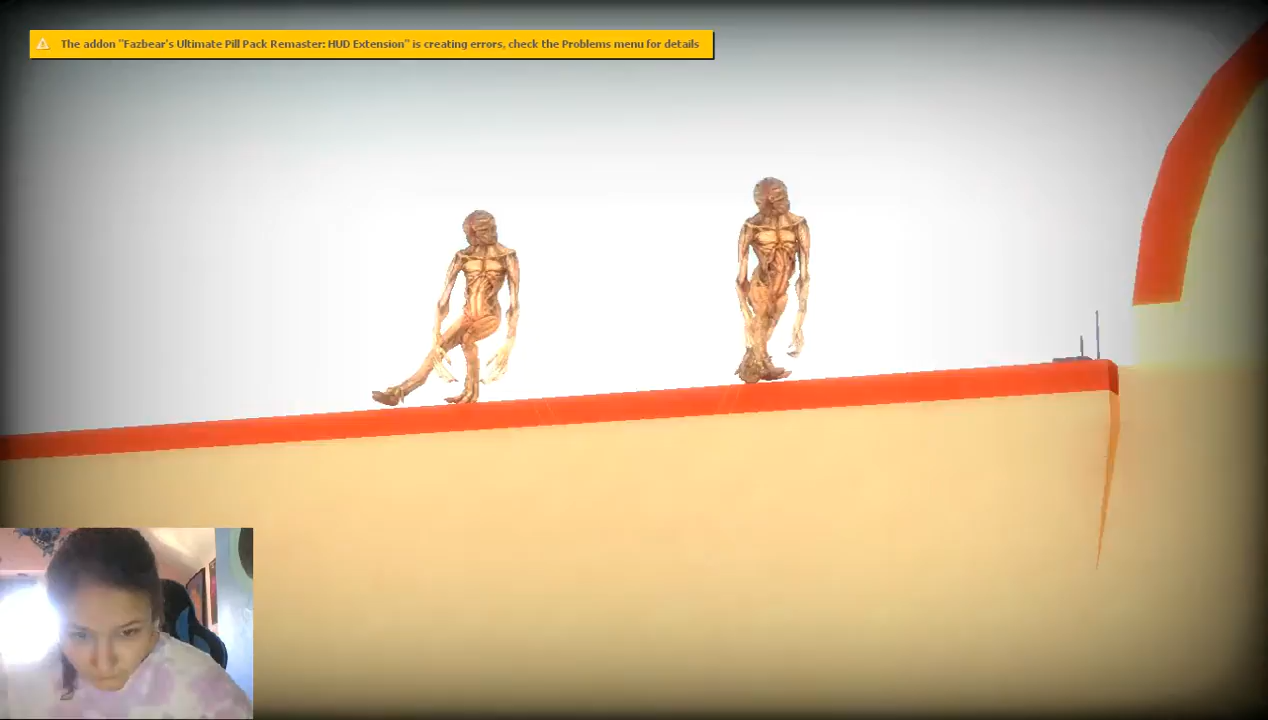 The addon "Fazbear's Ultimate Pill Pack Remaster: HUD Extension" is creating errors, check the Problems menu for details